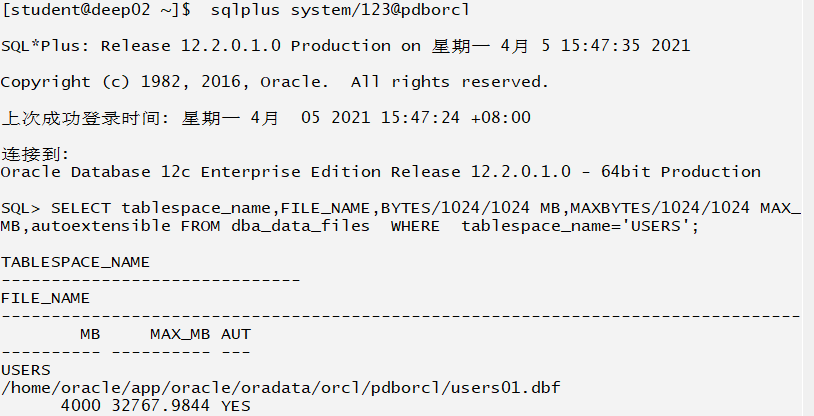 [student@deep02 ~]$  sqlplus system/123@pdborcl
SQL*Plus: Release 12.2.0.1.0 Production on 星期一 4月 5 15:47:35 2021
Copyright (c) 1982, 2016, Oracle.  All rights reserved.
上次成功登录时间: 星期一 4月  05 2021 15:47:24 +08:00
连接到:
Oracle Database 12c Enterprise Edition Release 12.2.0.1.0 - 64bit Production
SQL> SELECT tablespace_name,FILE_NAME,BYTES/1024/1024 MB,MAXBYTES/1024/1024 MAX_
MB,autoextensible FROM dba_data_files  WHERE  tablespace_name='USERS';
TABLESPACE_NAME
------------------------------
FILE_NAME
--------------------------------------------------------------------------------
        MB     MAX_MB AUT
---------- ---------- ---
USERS
/home/oracle/app/oracle/oradata/orcl/pdborcl/users01.dbf
      4000 32767.9844 YES